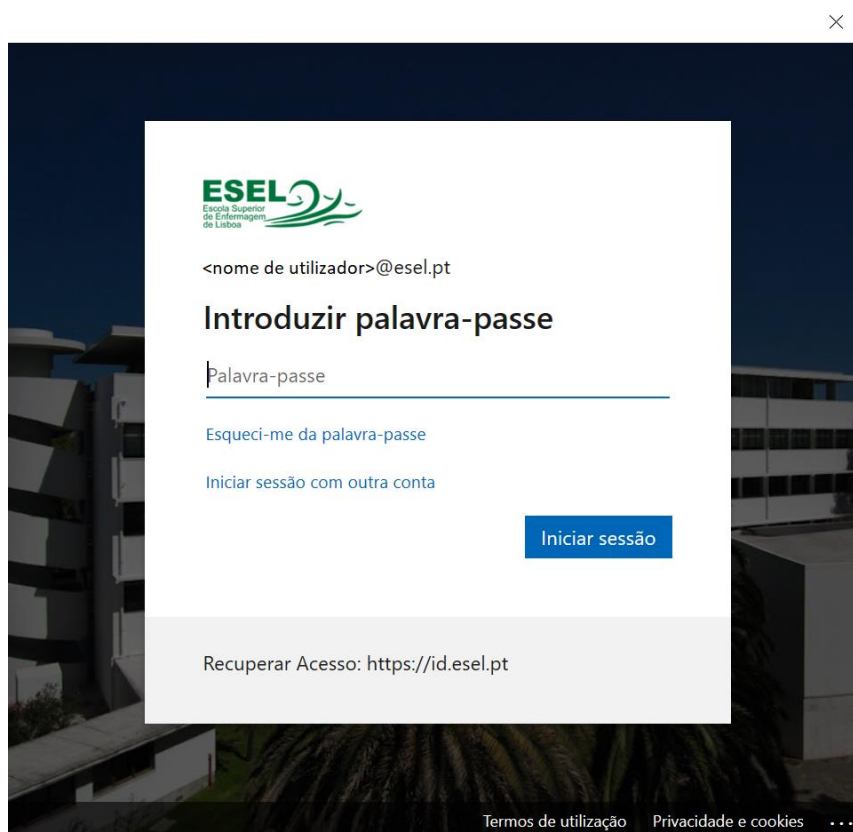 ESEL
Escola Superior
de Enfermagem
de Lisboa
<nome de utilizador>@esel.pt
Introduzir palavra-passe
Palavra-passe
Esqueci-me da palavra-passe
Iniciar sessão com outra conta
Iniciar sessão
Recuperar Acesso: https://id.esel.pt
Termos de utilização Privacidade e cookies ...